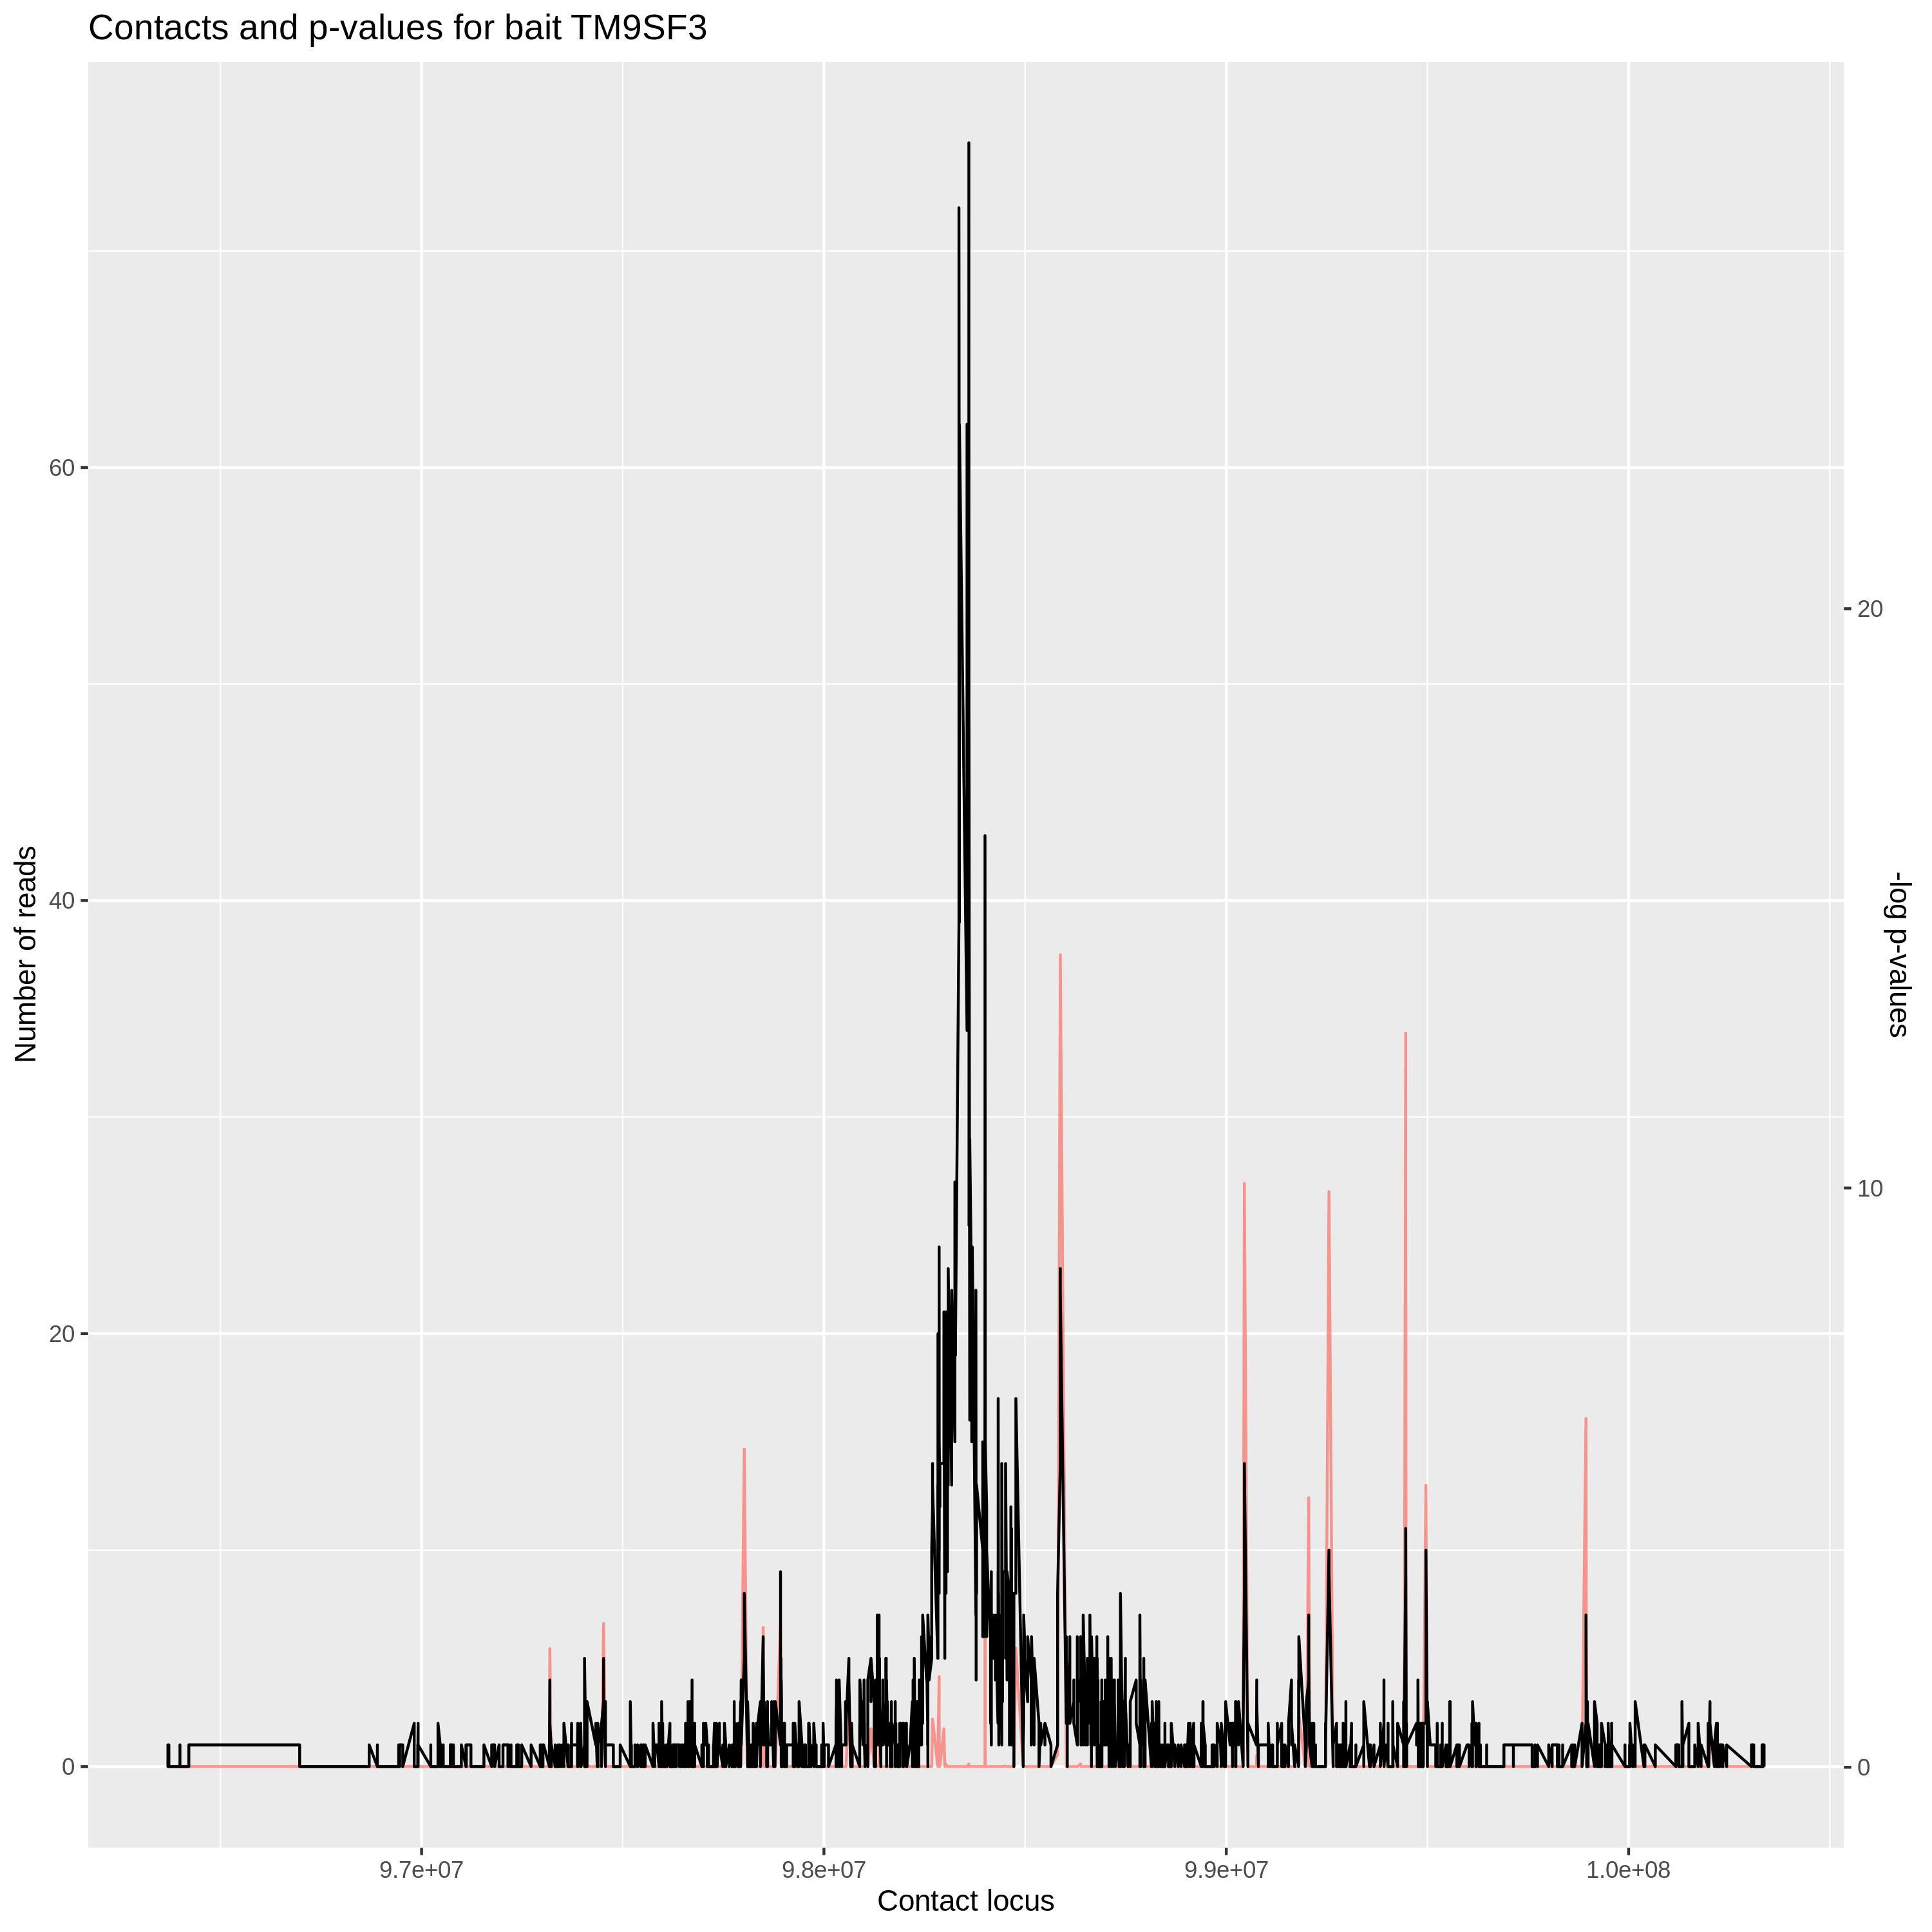 Contacts and p-values for bait TM9SF3
Number of reads
60
40
20
0
-log p-values
20
10
0
9.7e+07
9.8e+07
9.9e+07
1.0e+08
Contact locus